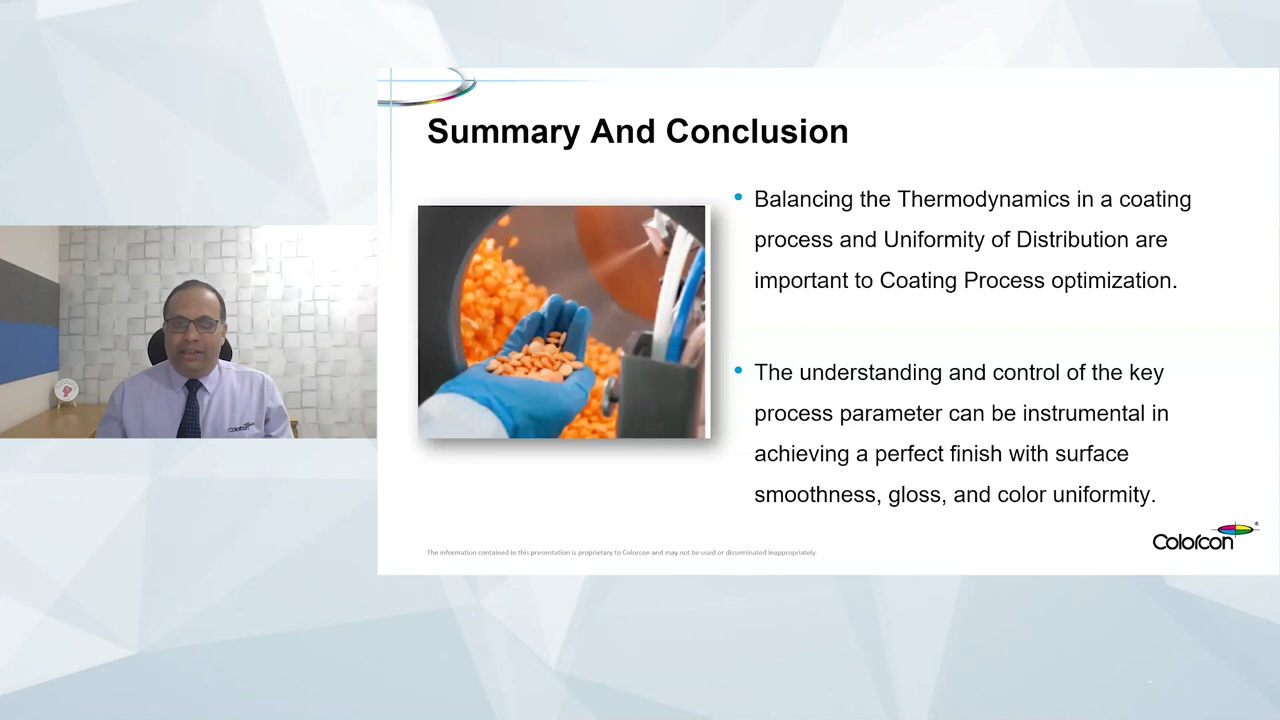 Summary And Conclusion
Balancing the Thermodynamics in a coating
process and Uniformity of Distribution are
important to Coating Process optimization.
The understanding and control of the key
process parameter can be instrumental in
achieving a perfect finish with surface
smoothness, gloss, and color uniformity.
Colorcon
The information contained in this presentation is proprietary to Colorcon and may not be used or disseminated inappropriately.
Colorcon